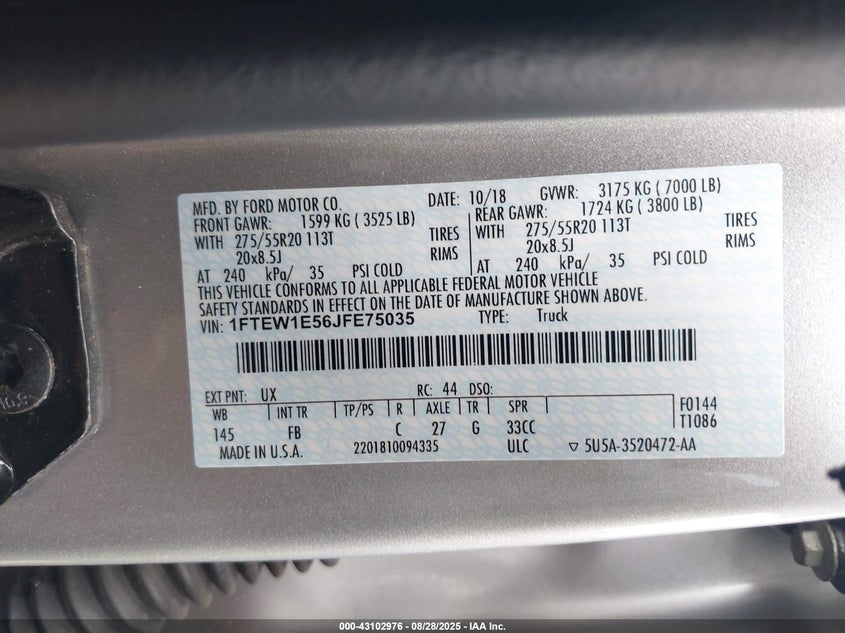 MFD. BY FORD MOTOR CO. DATE: 10/18 GVWR: 3175 KG ( 7000 LB)
FRONT GAWR: 1599 KG ( 3525 LB) REAR GAWR: 1724 KG ( 3800 LB)
WITH 275/55R20 113T TIRES WITH 275/55R20 113T TIRES
20x8.5J RIMS 20x8.5J RIMS
AT 240 kPa/ 35 PSI COLD AT 240 kPa/ 35 PSI COLD
THIS VEHICLE CONFORMS TO ALL APPLICABLE FEDERAL MOTOR VEHICLE
SAFETY STANDARDS IN EFFECT ON THE DATE OF MANUFACTURE SHOWN ABOVE.
VIN: 1FTEW1E56JFE75035 TYPE: Truck
EXT PNT: UX RC: 44 DSO:
WB INT TR TP/PS R AXLE TR SPR F0144
145 FB C 27 G 33CC T1086
MADE IN U.S.A. 2201810094335 ULC ▽ 5U5A-3520472-AA
000-43102976 | 08/28/2025 - IAA Inc.